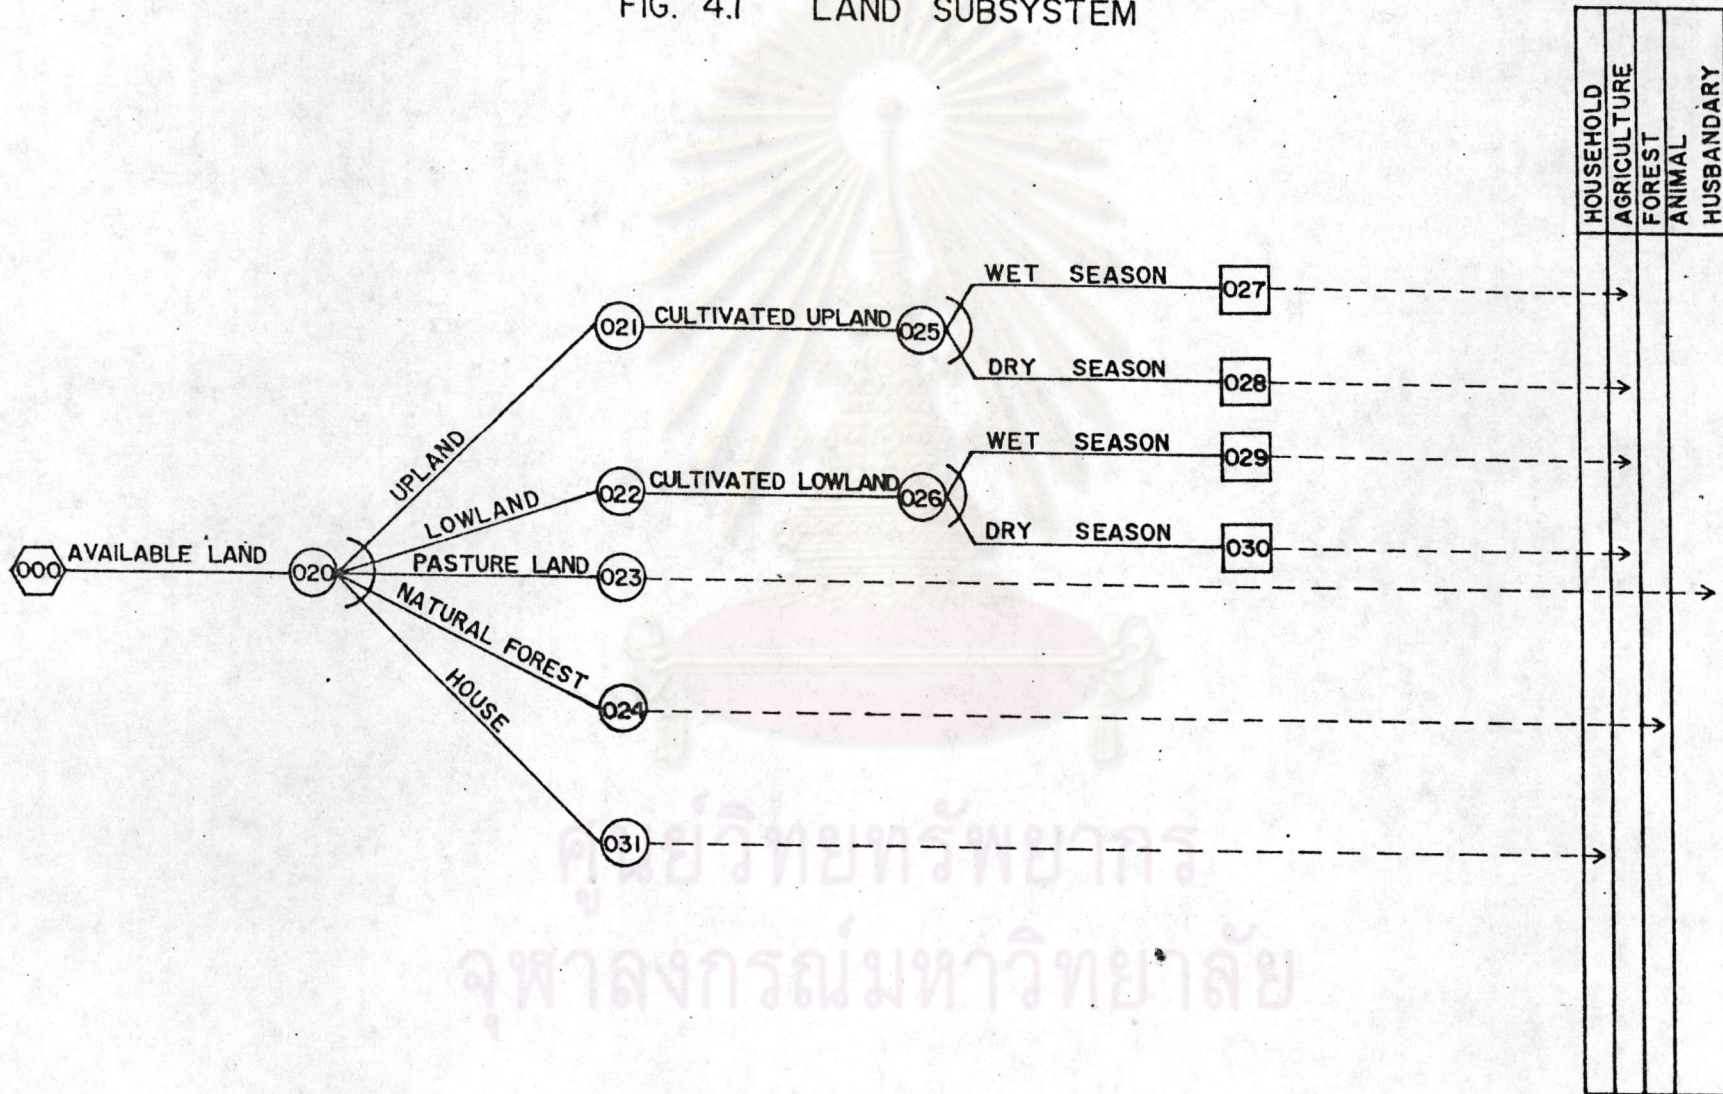 FIG. 4.1 LAND SUBSYSTEM
HOUSEHOLD
AGRICULTURE
FOREST
ANIMAL
HUSBANDARY
000
AVAILABLE LAND
020
UPLAND
021
CULTIVATED UPLAND
025
WET SEASON
027
DRY SEASON
028
LOWLAND
022
CULTIVATED LOWLAND
026
WET SEASON
029
DRY SEASON
030
PASTURE LAND
023
NATURAL FOREST
024
HOUSE
031
ศูนย์วิทยทรัพยากร
จุฬาลงกรณ์มหาวิทยาลัย